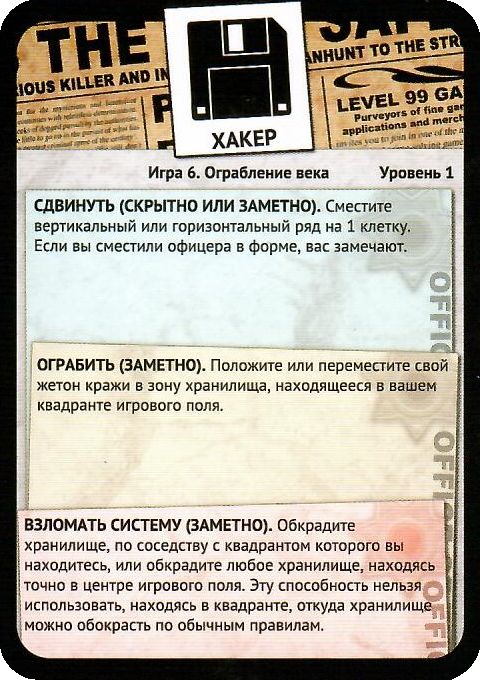 THE SAFE
IOUS KILLER AND IN
ANHUNT TO THE STR
LEVEL 99 GA
Purveyors of fine gam
applications and merch
ХАКЕР
Игра 6. Ограбление века Уровень 1
СДВИНУТЬ (СКРЫТНО ИЛИ ЗАМЕТНО). Сместите
вертикальный или горизонтальный ряд на 1 клетку.
Если вы сместили офицера в форме, вас замечают.
OFFIC
ОГРАБИТЬ (ЗАМЕТНО). Положите или переместите свой
жетон кражи в зону хранилища, находящееся в вашем
квадранте игрового поля.
OFFIC
ВЗЛОМАТЬ СИСТЕМУ (ЗАМЕТНО). Обкрадите
хранилище, по соседству с квадрантом которого вы
находитесь, или обкрадите любое хранилище, находясь
точно в центре игрового поля. Эту способность нельзя
использовать, находясь в квадранте, откуда хранилище
можно обокрасть по обычным правилам.
OFFIC